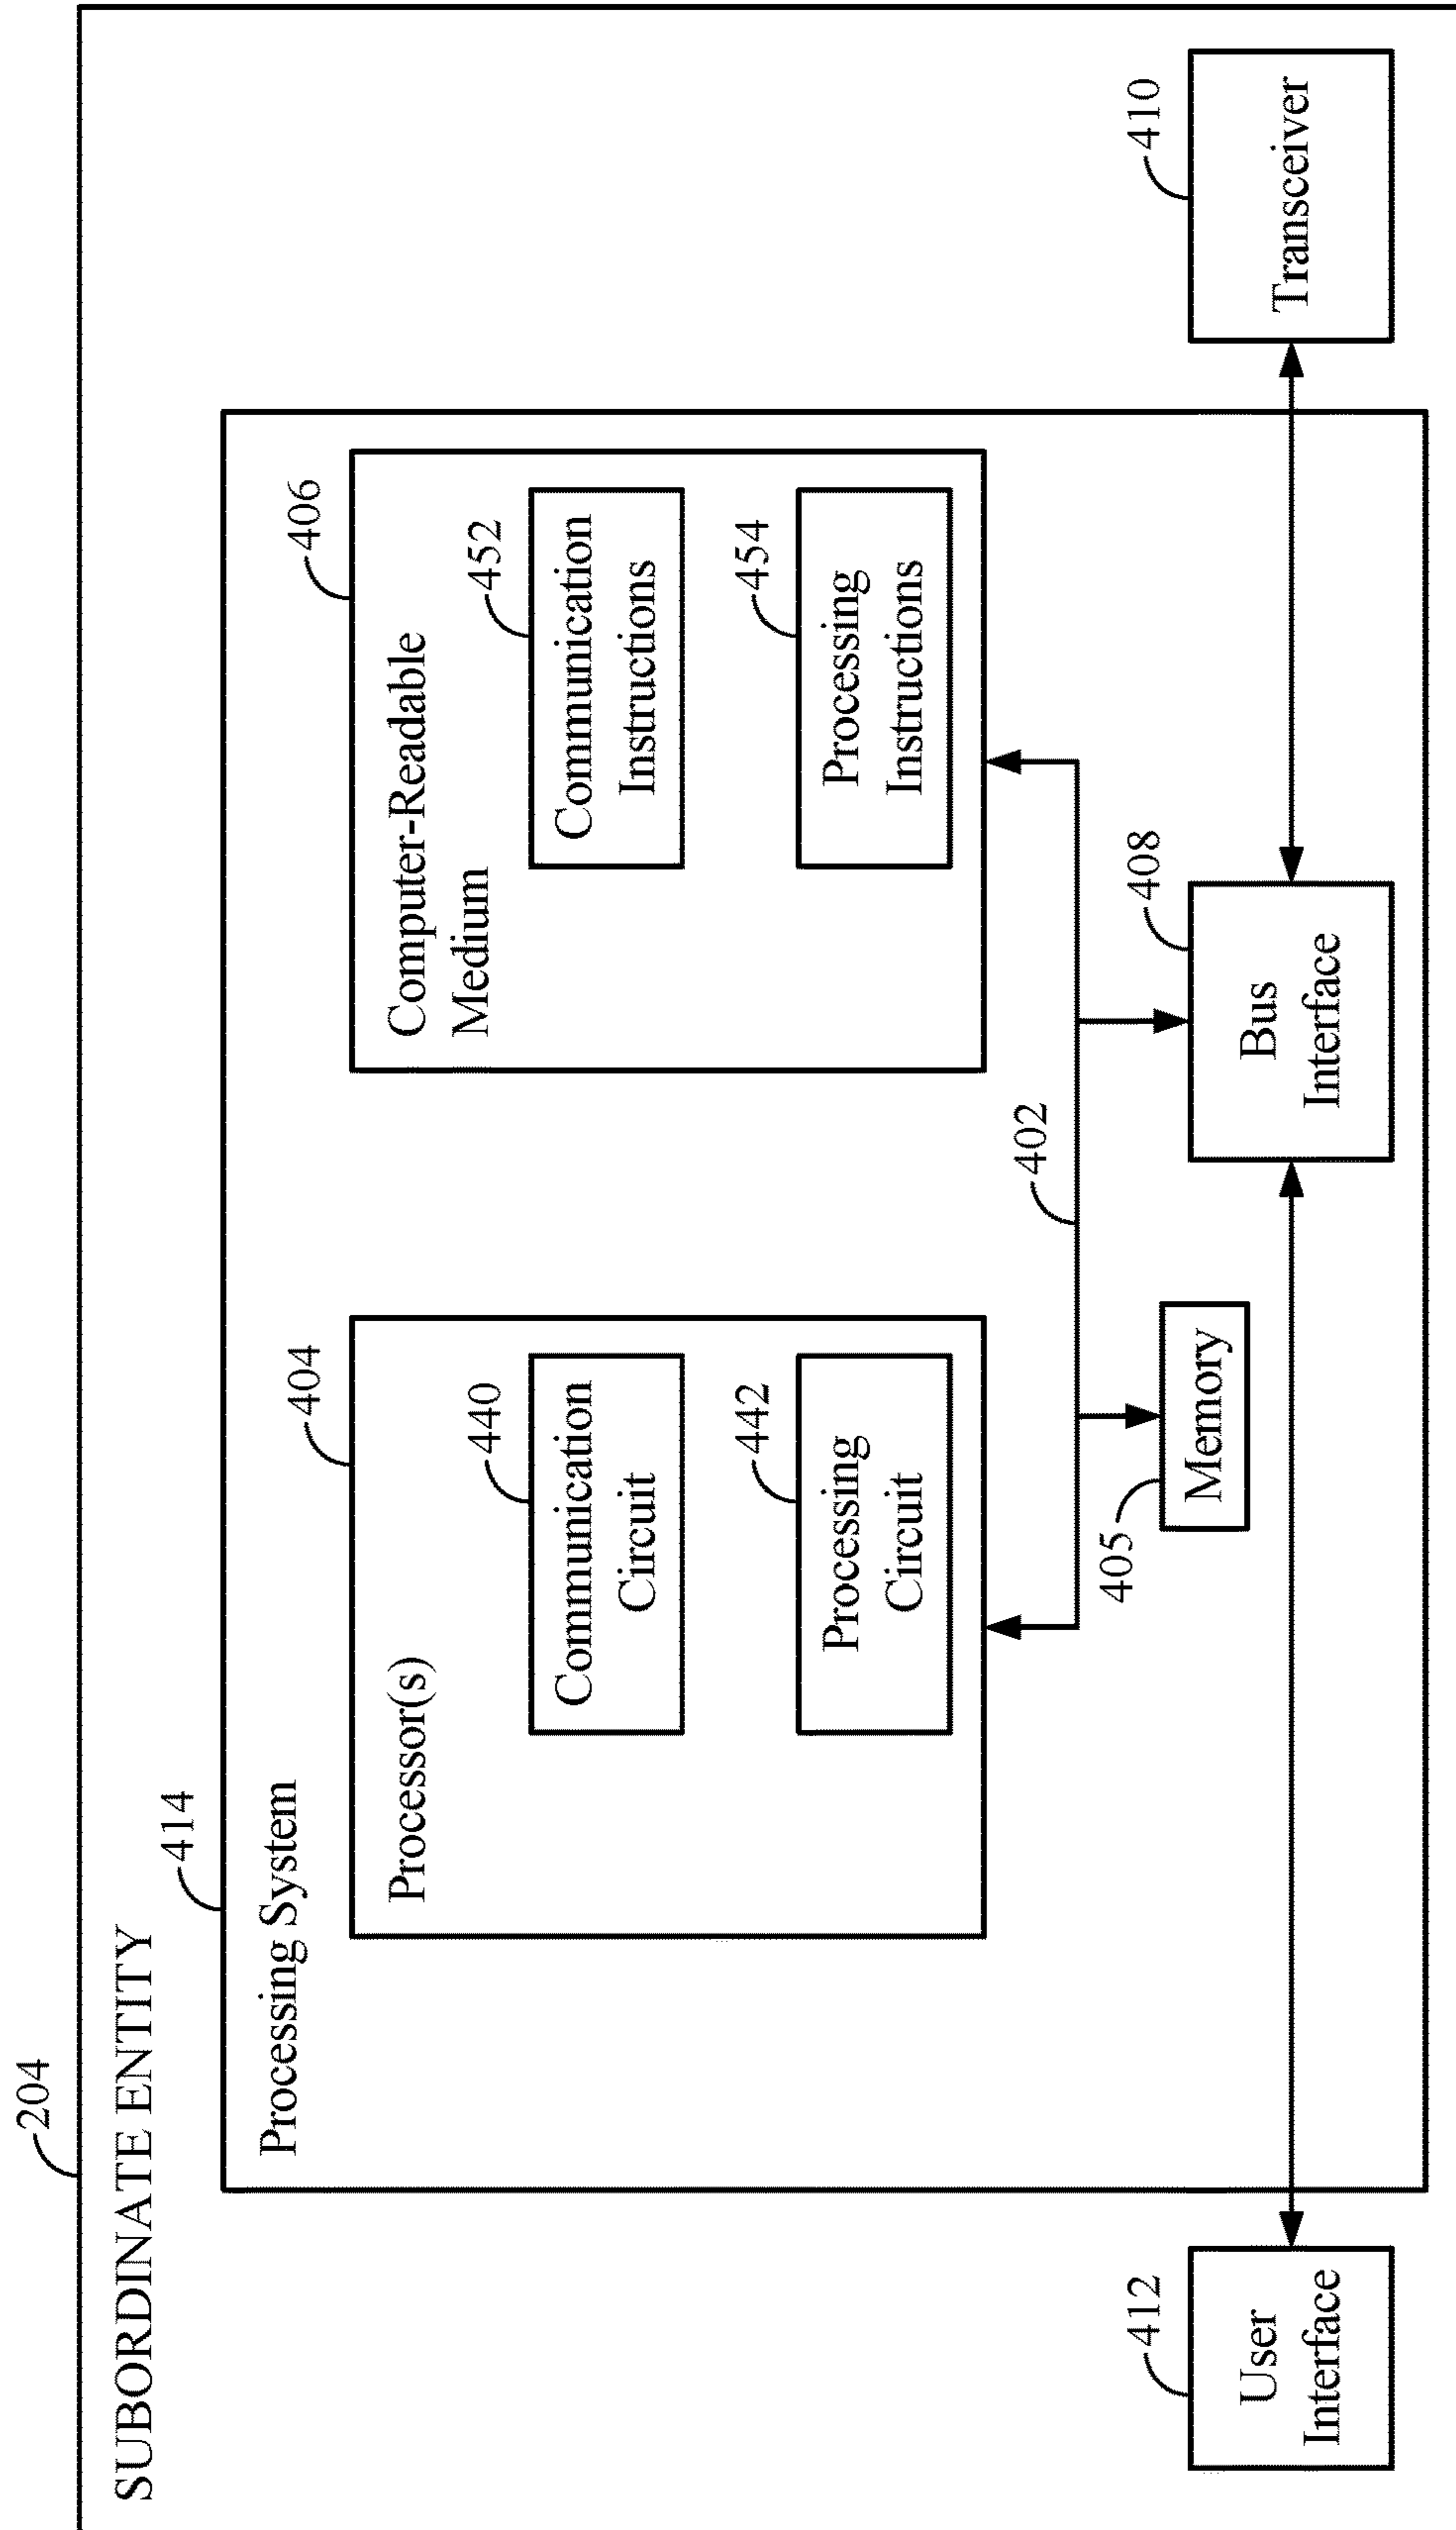 204
SUBORDINATE ENTITY
414
Processing System
404
Processor(s)
440
Communication
Circuit
442
Processing
Circuit
406
Computer-Readable
Medium
452
Communication
Instructions
454
Processing
Instructions
402
405
Memory
412
User
Interface
408
Bus
Interface
410
Transceiver